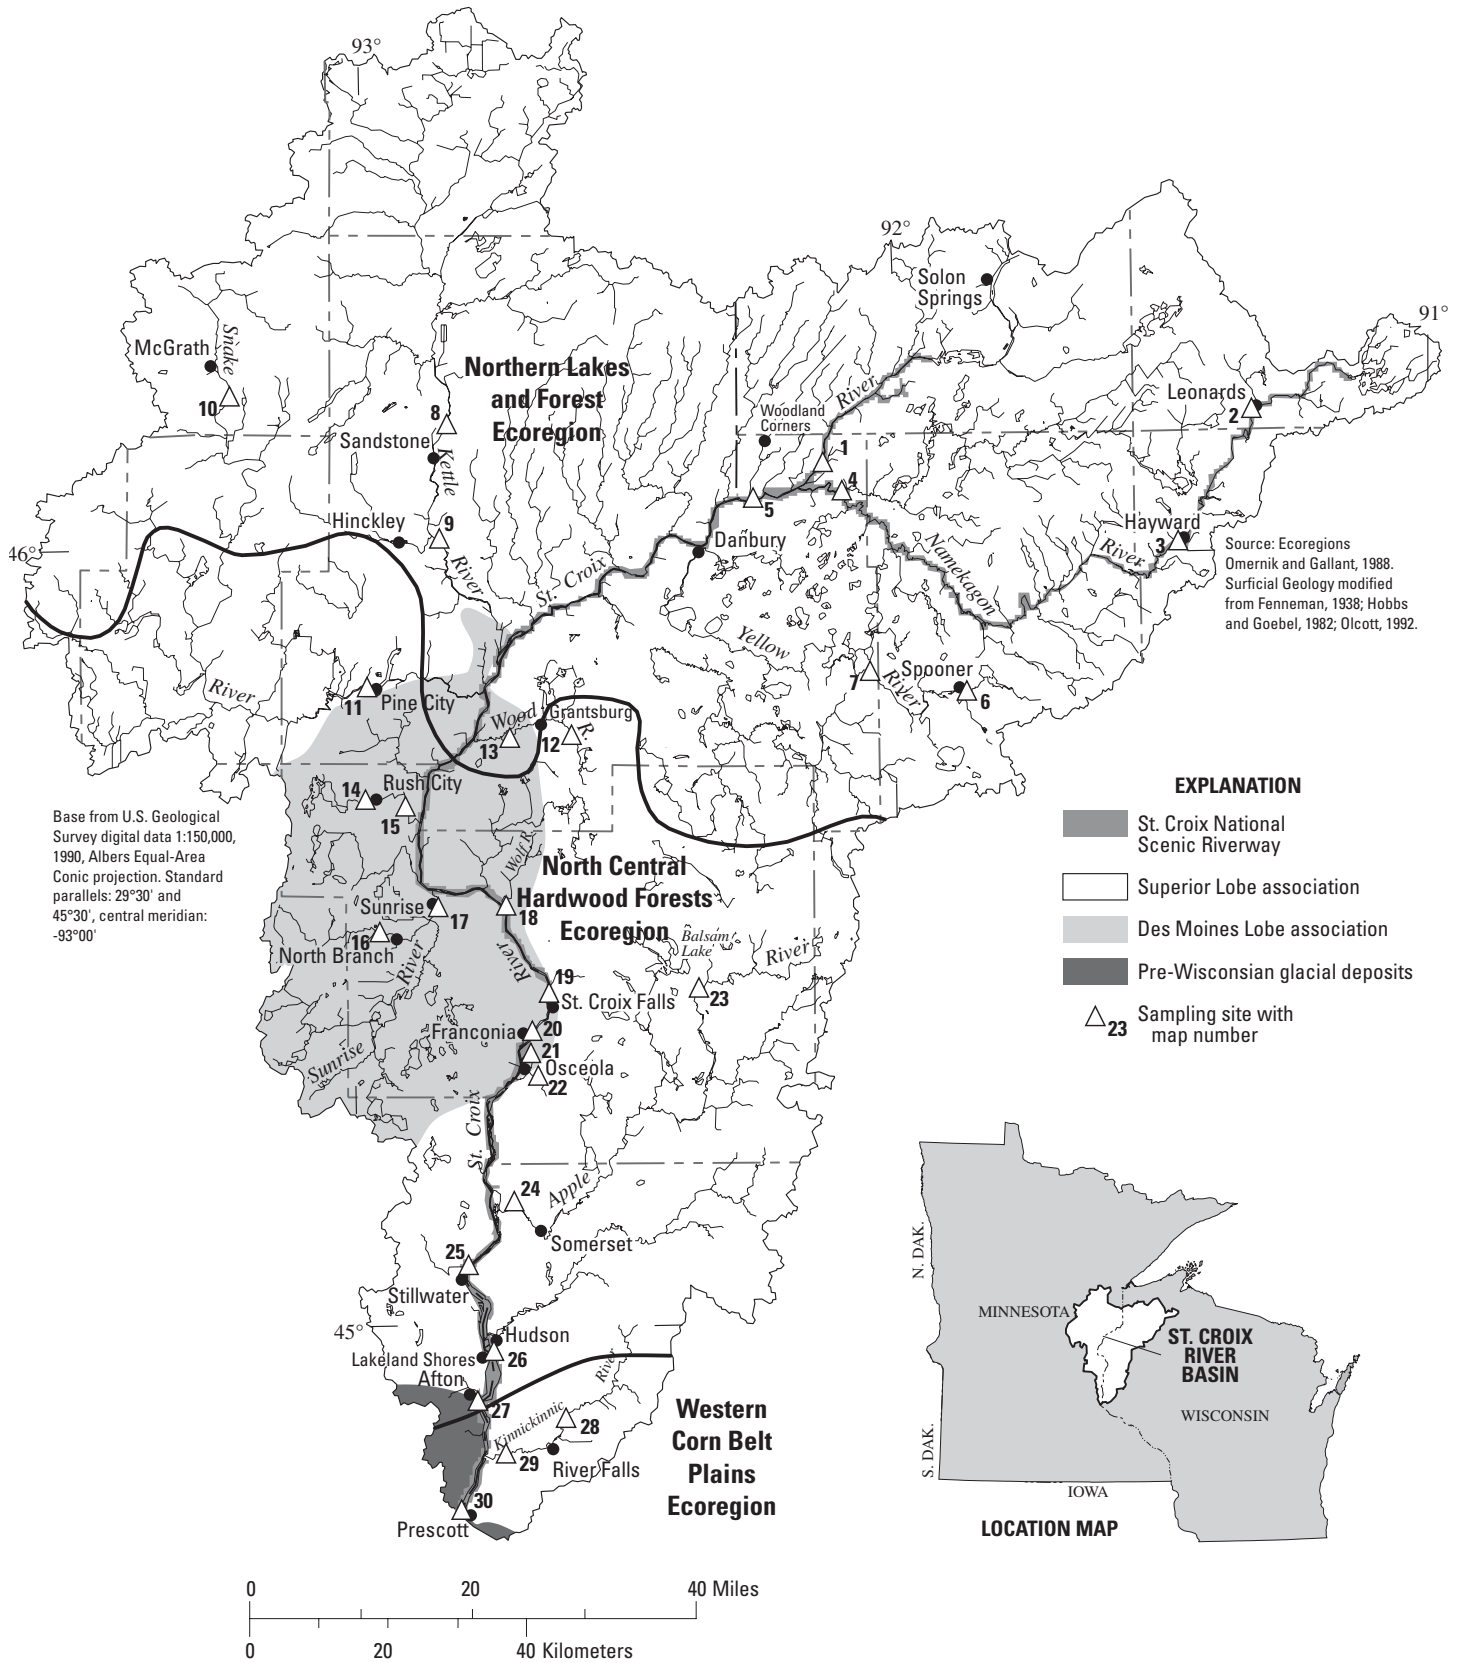 93°
92°
Solon
Springs
91°
McGrath
Snake
10
Northern Lakes
and Forest
Ecoregion
8
Sandstone
Kettle
Woodland
Corners
River
Leonards
2
1
4
5
Hinckley
9
River
46°
Danbury
St. Croix
Namekagon
Hayward
River
3
Source: Ecoregions
Omernik and Gallant, 1988.
Surficial Geology modified
from Fenneman, 1938; Hobbs
and Goebel, 1982; Olcott, 1992.
Yellow
River
7
Spooner
6
River
11
Pine City
Wood
R.
Grantsburg
13
12
14
Rush City
15
Base from U.S. Geological
Survey digital data 1:150,000,
1990, Albers Equal-Area
Conic projection. Standard
parallels: 29°30' and
45°30', central meridian:
-93°00'
Wolf R.
North Central
Hardwood Forests
Ecoregion
Sunrise
17
18
16
North Branch
River
River
Balsam
Lake
River
19
St. Croix Falls
23
Franconia
20
21
Osceola
22
Sunrise
St. Croix
EXPLANATION
St. Croix National
Scenic Riverway
Superior Lobe association
Des Moines Lobe association
Pre-Wisconsian glacial deposits
23
Sampling site with
map number
24
Apple
Somerset
25
Stillwater
45°
Hudson
Lakeland Shores
26
Afton
River
27
Kinnickinnic
28
29
River Falls
Western
Corn Belt
Plains
Ecoregion
30
Prescott
N. DAK.
MINNESOTA
ST. CROIX
RIVER
BASIN
WISCONSIN
S. DAK.
IOWA
LOCATION MAP
0 20 40 Miles
0 20 40 Kilometers